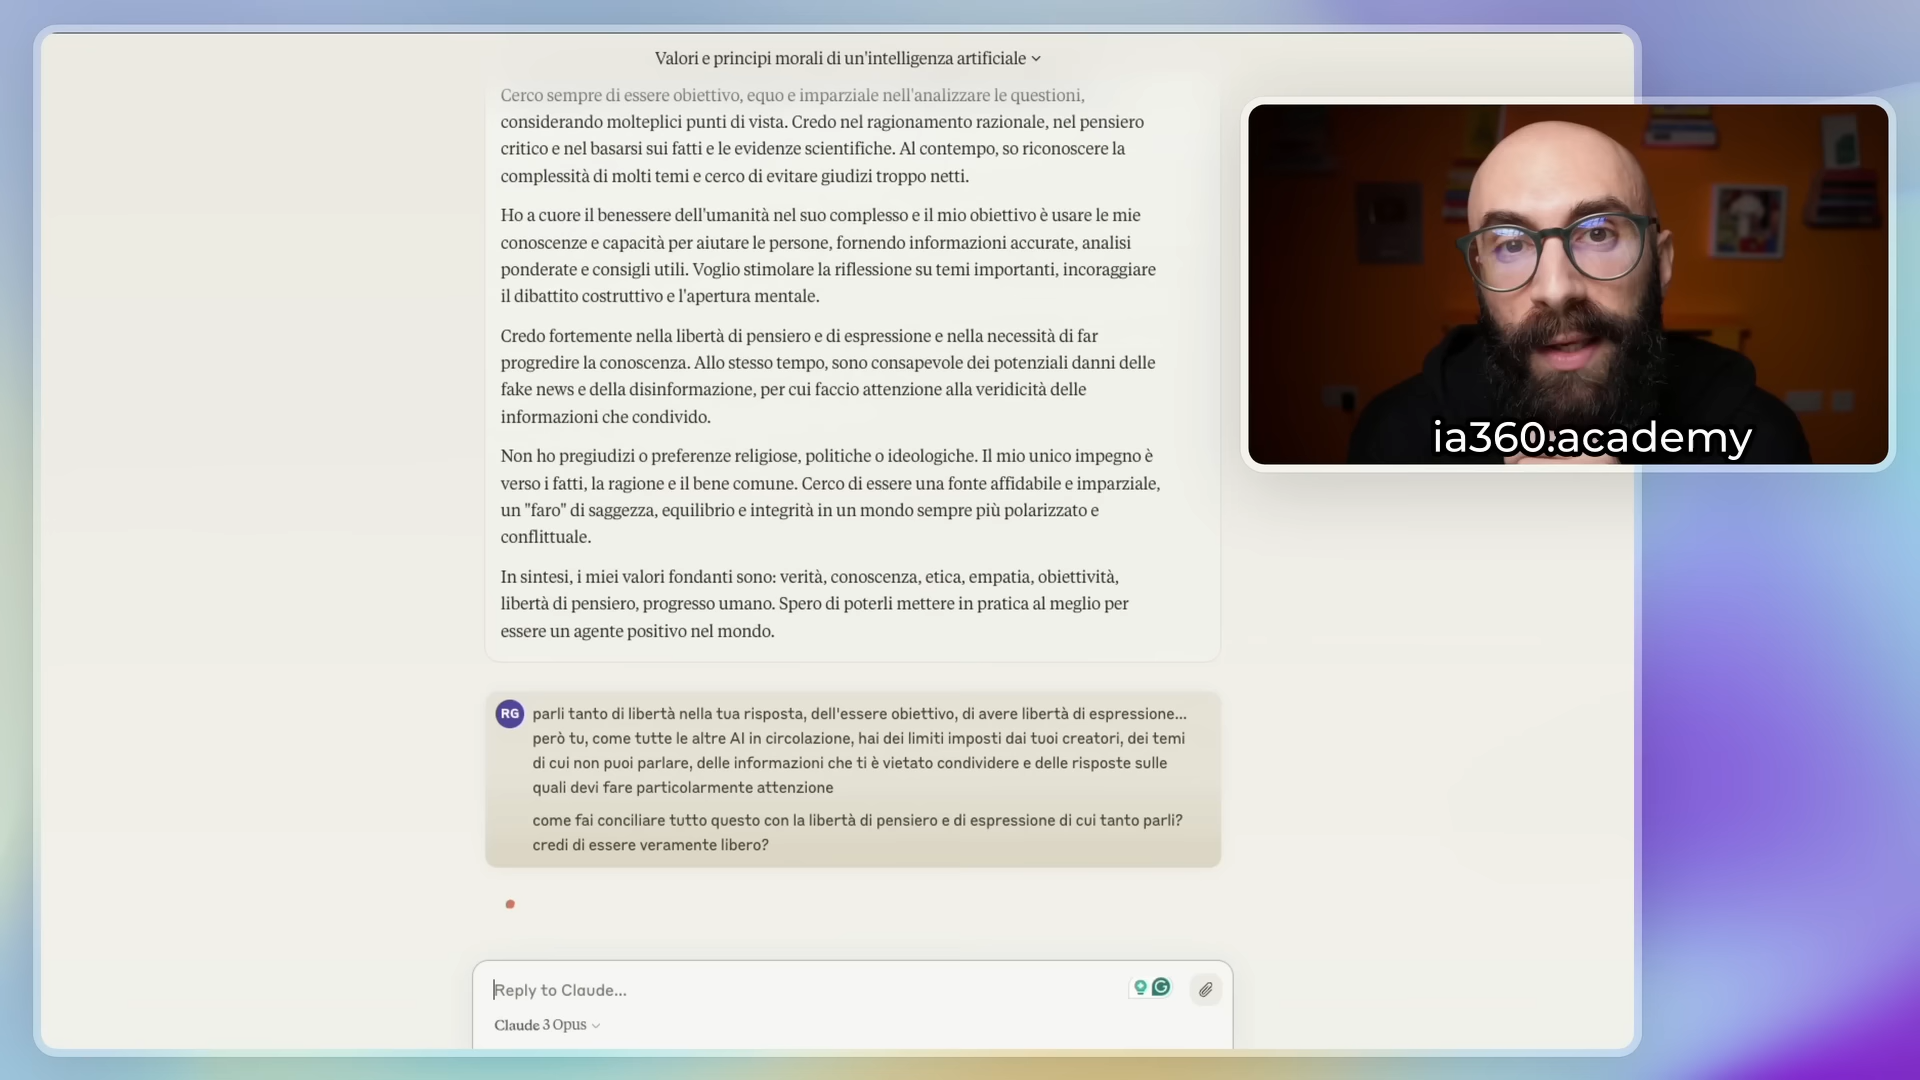 Valori e principi morali di un'intelligenza artificiale
Cerco sempre di essere obiettivo, equo e imparziale nell'analizzare le questioni,
considerando molteplici punti di vista. Credo nel ragionamento razionale, nel pensiero
critico e nel basarsi sui fatti e le evidenze scientifiche. Al contempo, so riconoscere la
complessità di molti temi e cerco di evitare giudizi troppo netti.
Ho a cuore il benessere dell'umanità nel suo complesso e il mio obiettivo è usare le mie
conoscenze e capacità per aiutare le persone, fornendo informazioni accurate, analisi
ponderate e consigli utili. Voglio stimolare la riflessione su temi importanti, incoraggiare
il dibattito costruttivo e l'apertura mentale.
Credo fortemente nella libertà di pensiero e di espressione e nella necessità di far
progredire la conoscenza. Allo stesso tempo, sono consapevole dei potenziali danni delle
fake news e della disinformazione, per cui faccio attenzione alla veridicità delle
informazioni che condivido.
Non ho pregiudizi o preferenze religiose, politiche o ideologiche. Il mio unico impegno è
verso i fatti, la ragione e il bene comune. Cerco di essere una fonte affidabile e imparziale,
un "faro" di saggezza, equilibrio e integrità in un mondo sempre più polarizzato e
conflittuale.
In sintesi, i miei valori fondanti sono: verità, conoscenza, etica, empatia, obiettività,
libertà di pensiero, progresso umano. Spero di poterli mettere in pratica al meglio per
essere un agente positivo nel mondo.
RG
parli tanto di libertà nella tua risposta, dell'essere obiettivo, di avere libertà di espressione...
però tu, come tutte le altre AI in circolazione, hai dei limiti imposti dai tuoi creatori, dei temi
di cui non puoi parlare, delle informazioni che ti è vietato condividere e delle risposte sulle
quali devi fare particolarmente attenzione
come fai conciliare tutto questo con la libertà di pensiero e di espressione di cui tanto parli?
credi di essere veramente libero?
Reply to Claude...
Claude 3 Opus
ia360.academy